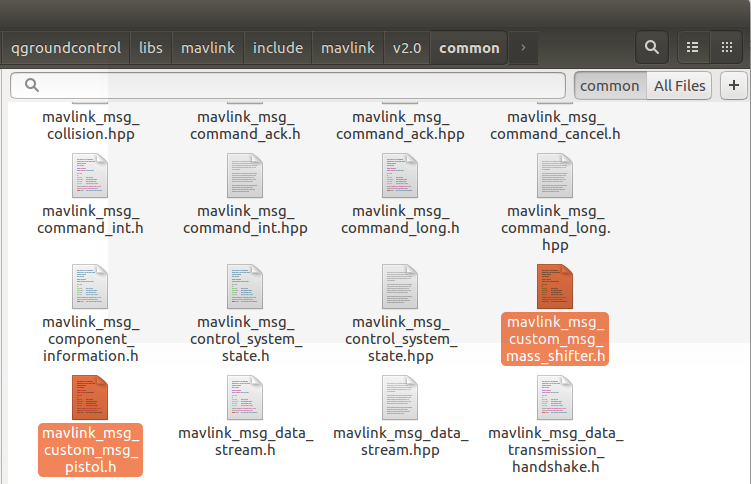 qgroundcontrol libs mavlink include mavlink v2.0 common
common All Files
mavlink_msg_ mavlink_msg_ mavlink_msg_ mavlink_msg_
collision.hpp command_ack.h command_ack.hpp command_cancel.h
mavlink_msg_ mavlink_msg_ mavlink_msg_ mavlink_msg_
command_int.h command_int.hpp command_long.h command_long.
hpp
mavlink_msg_ mavlink_msg_ mavlink_msg_ mavlink_msg_
component_ control_system_ control_system_ custom_msg_
information.h state.h state.hpp mass_shifter.h
mavlink_msg_ mavlink_msg_data_ mavlink_msg_data_ mavlink_msg_data_
custom_msg_ stream.h stream.hpp transmission_
pistol.h handshake.h